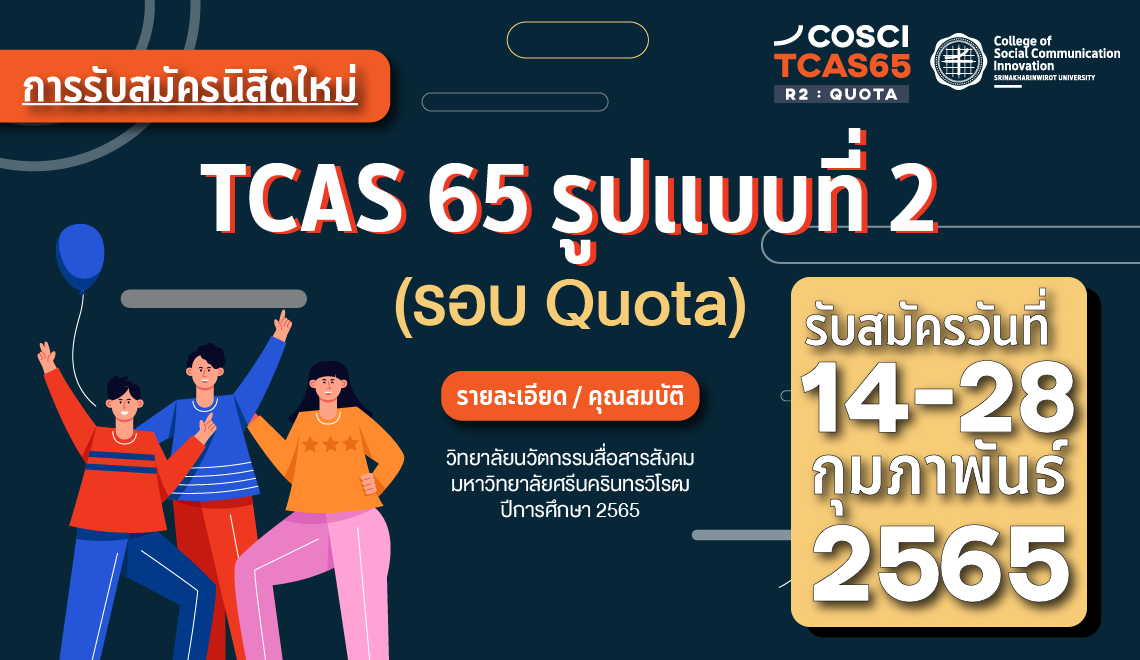 การรับสมัครนิสิตใหม่
COSCI
TCAS65
R2 : QUOTA
College of
Social Communication
Innovation
SRINAKHARINWIROT UNIVERSITY
TCAS 65 รูปแบบที่ 2
(รอบ Quota)
รายละเอียด / คุณสมบัติ
วิทยาลัยนวัตกรรมสื่อสารสังคม
มหาวิทยาลัยศรีนครินทรวิโรฒ
ปีการศึกษา 2565
รับสมัครวันที่
14-28
กุมภาพันธ์
2565